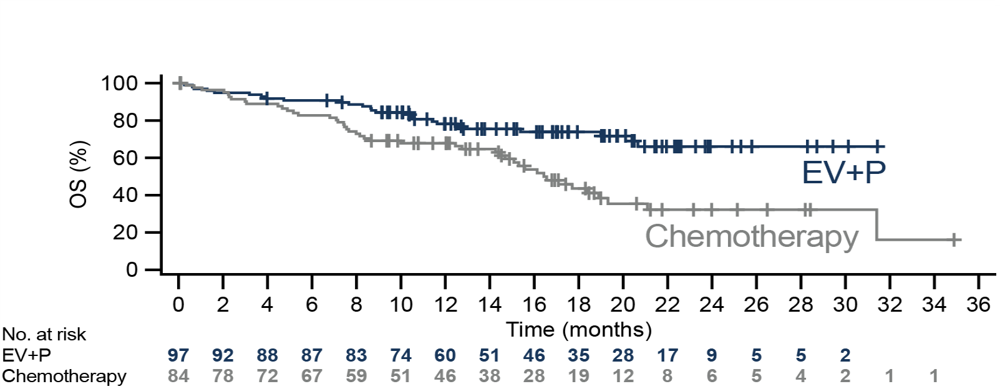 100
80
60
40
20
0
OS (%)
EV+P
Chemotherapy
0 2 4 6 8 10 12 14 16 18 20 22 24 26 28 30 32 34 36
Time (months)
No. at risk
EV+P 97 92 88 87 83 74 60 51 46 35 28 17 9 5 5 2
Chemotherapy 84 78 72 67 59 51 46 38 28 19 12 8 6 5 4 2 1 1